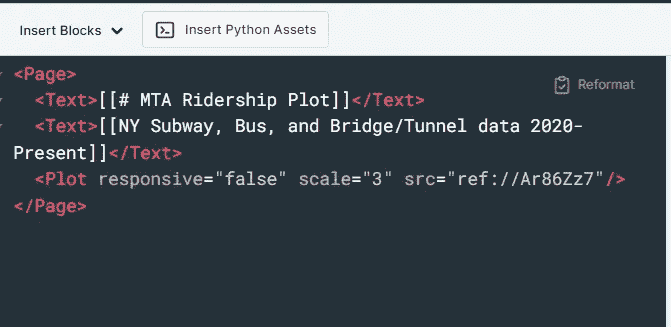 Insert Blocks
Insert Python Assets
<Page>
Reformat
<Text>[[# MTA Ridership Plot]]</Text>
<Text>[[NY Subway, Bus, and Bridge/Tunnel data 2020-
Present]]</Text>
<Plot responsive="false" scale="3" src="ref://Ar86Zz7"/>
</Page>